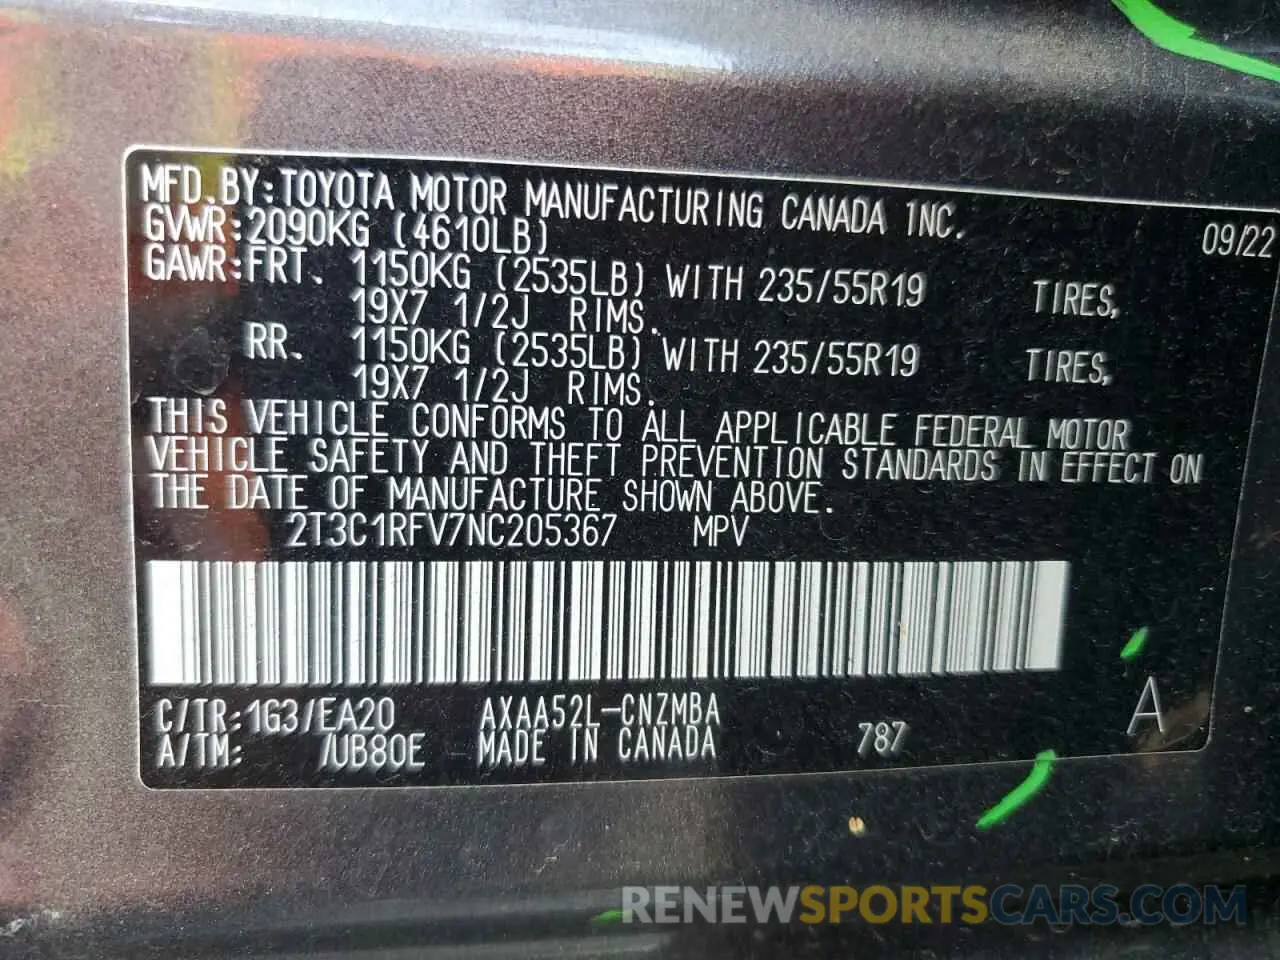 MFD.BY:TOYOTA MOTOR MANUFACTURING CANADA INC.
GVWR:2090KG (4610LB) 09/22
GAWR:FRT. 1150KG (2535LB) WITH 235/55R19 TIRES,
19X7 1/2J RIMS.
RR. 1150KG (2535LB) WITH 235/55R19 TIRES,
19X7 1/2J RIMS.
THIS VEHICLE CONFORMS TO ALL APPLICABLE FEDERAL MOTOR
VEHICLE SAFETY AND THEFT PREVENTION STANDARDS IN EFFECT ON
THE DATE OF MANUFACTURE SHOWN ABOVE.
2T3C1RFV7NC205367 MPV
C/TR:1G3/EA20 AXAA52L-CNZMBA A
A/TM: /UB80E MADE IN CANADA 787
RENEWSPORTSCARS.COM